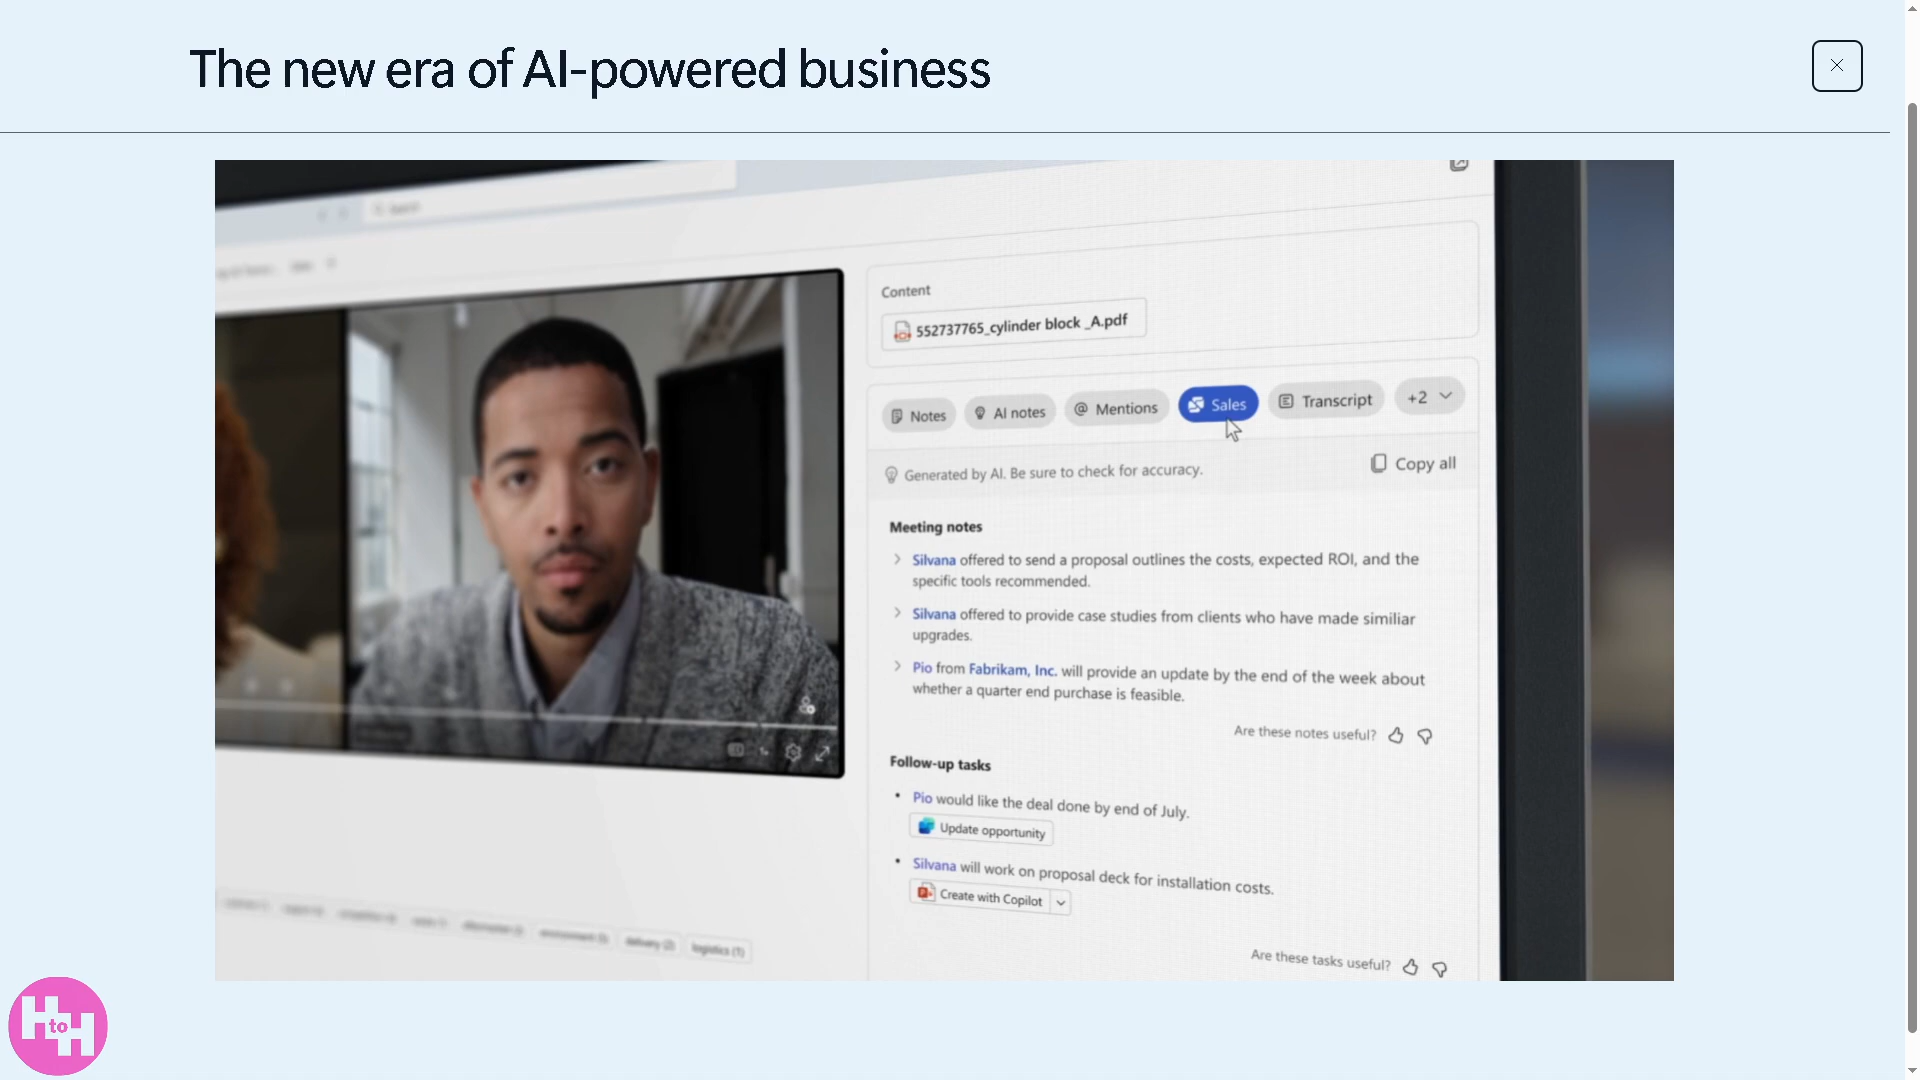 The new era of AI-powered business
Search
Content
552737765_cylinder block _A.pdf
Notes
AI notes
@ Mentions
Sales
Transcript
+2
Generated by AI. Be sure to check for accuracy.
Copy all
Meeting notes
Silvana offered to send a proposal outlines the costs, expected ROI, and the
specific tools recommended.
Silvana offered to provide case studies from clients who have made similiar
upgrades.
Pio from Fabrikam, Inc. will provide an update by the end of the week about
whether a quarter end purchase is feasible.
Are these notes useful?
Follow-up tasks
Pio would like the deal done by end of July.
Update opportunity
Silvana will work on proposal deck for installation costs.
Create with Copilot
delivery (2)
logistics (1)
Are these tasks useful?
H to H